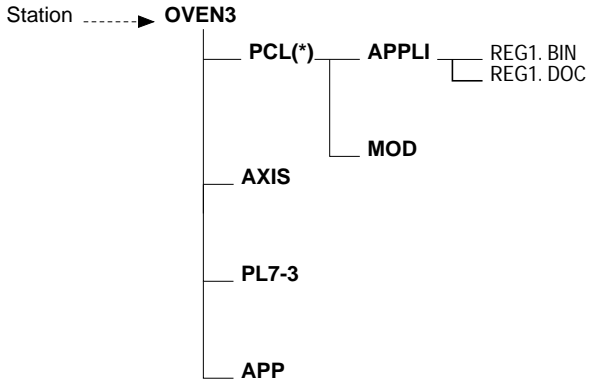 Station OVEN3
PCL(*) APPLI REG1. BIN
REG1. DOC
MOD
AXIS
PL7-3
APP